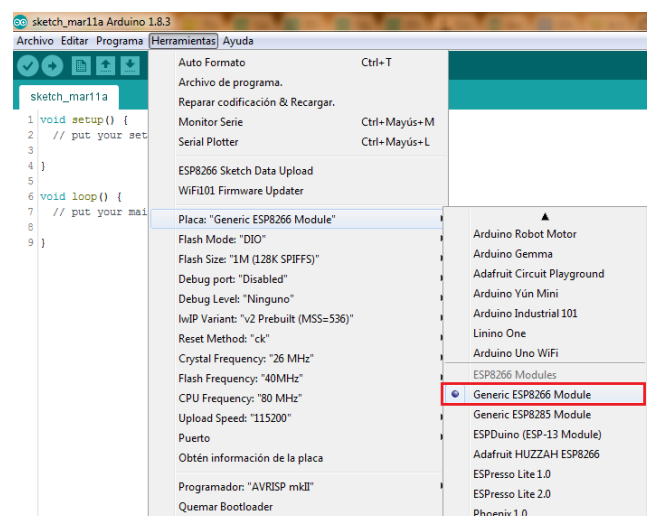 sketch_mar11a Arduino 1.8.3
Archivo Editar Programa Herramientas Ayuda
sketch_mar11a
1 void setup() {
2 // put your set
3
4 }
5
6 void loop() {
7 // put your mai
8
9 }
Auto Formato Ctrl+T
Archivo de programa.
Reparar codificación & Recargar.
Monitor Serie Ctrl+Mayús+M
Serial Plotter Ctrl+Mayús+L
ESP8266 Sketch Data Upload
WiFi101 Firmware Updater
Placa: "Generic ESP8266 Module"
Flash Mode: "DIO"
Flash Size: "1M (128K SPIFFS)"
Debug port: "Disabled"
Debug Level: "Ninguno"
lwIP Variant: "v2 Prebuilt (MSS=536)"
Reset Method: "ck"
Crystal Frequency: "26 MHz"
Flash Frequency: "40MHz"
CPU Frequency: "80 MHz"
Upload Speed: "115200"
Puerto
Obtén información de la placa
Programador: "AVRISP mkII"
Quemar Bootloader
Arduino Robot Motor
Arduino Gemma
Adafruit Circuit Playground
Arduino Yún Mini
Arduino Industrial 101
Linino One
Arduino Uno WiFi
ESP8266 Modules
Generic ESP8266 Module
Generic ESP8285 Module
ESPDuino (ESP-13 Module)
Adafruit HUZZAH ESP8266
ESPresso Lite 1.0
ESPresso Lite 2.0
Phoenix 1.0